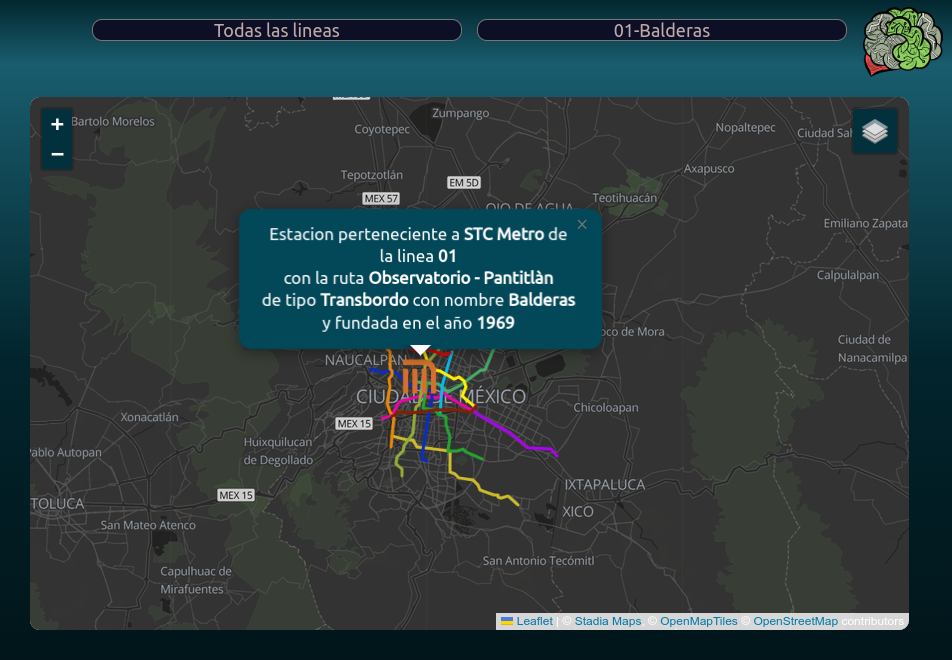 Todas las lineas
01-Balderas
Zumpango
Bartolo Morelos
Coyotepec
Nopaltepec
Ciudad Sah
Axapusco
Tepotzotlán
EM 5D
MEX 57
Teotihuacán
OJO DE AGUA
Emiliano Zapata
Estacion perteneciente a STC Metro de
la linea 01
con la ruta Observatorio - Pantitlàn
de tipo Transbordo con nombre Balderas
y fundada en el año 1969
×
+
−
Calpulalpan
oco de Mora
Ciudad de
Nanacamilpa
NAUCALPAN
CIUDAD DE MÉXICO
Chicoloapan
Xonacatlán
MEX 15
Huixquilucan
de Degollado
ablo Autopan
IXTAPALUCA
MEX 15
TOLUCA
XICO
San Mateo Atenco
San Antonio Tecómitl
Capulhuac de
Mirafuentes
Leaflet | © Stadia Maps © OpenMapTiles © OpenStreetMap contributors